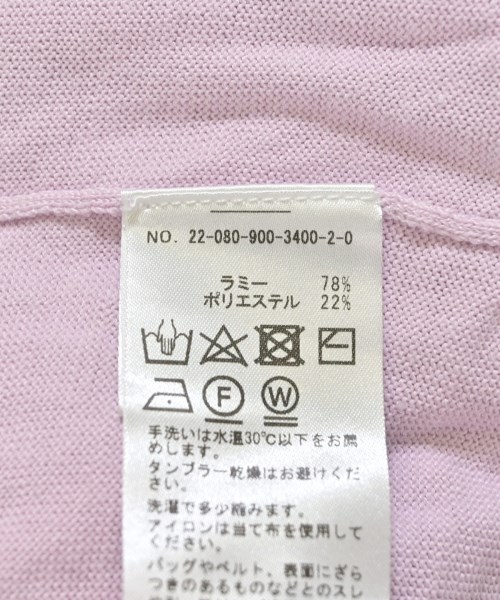 NO. 22-080-900-3400-2-0
ラミー 78%
ポリエステル 22%
F W
手洗いは水温30℃以下をお薦
めします。
タンブラー乾燥はお避けくだ
さい。
洗濯で多少縮みます。
アイロンは当て布を使用して
ください。
バッグやベルト、表面にざら
つきのあるものなどとのスレ